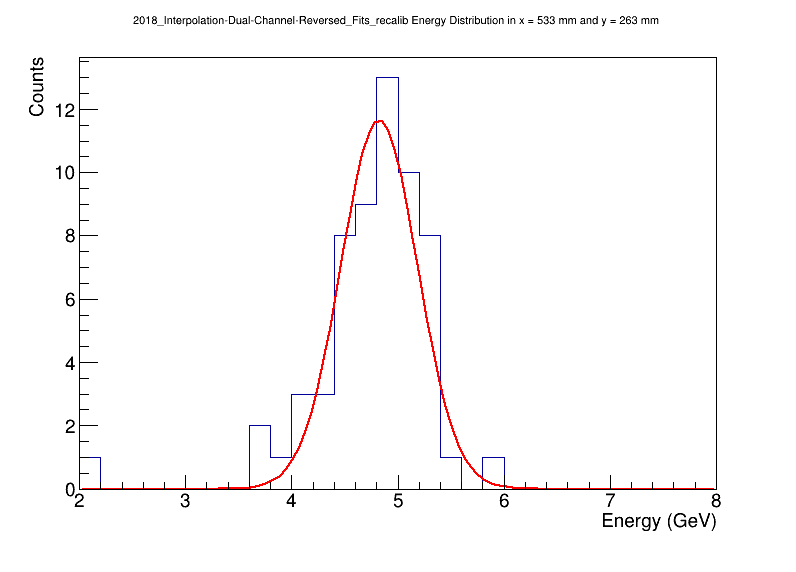 2018_Interpolation-Dual-Channel-Reversed_Fits_recalib Energy Distribution in x = 533 mm and y = 263 mm
Counts
12
10
8
6
4
2
0
2 3 4 5 6 7 8
Energy (GeV)